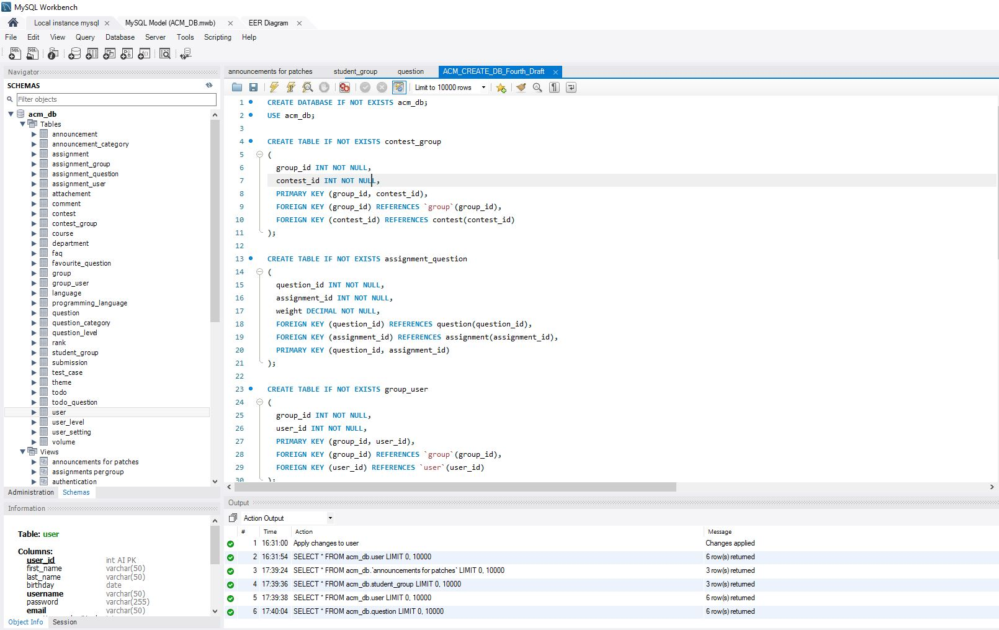 MySQL Workbench
Local instance mysql
MySQL Model (ACM_DB.mwb)
EER Diagram
File Edit View Query Database Server Tools Scripting Help
Navigator
SCHEMAS
Filter objects
acm_db
Tables
announcement
announcement_category
assignment
assignment_group
assignment_question
assignment_user
attachement
comment
contest
contest_group
course
department
faq
favourite_question
group
group_user
language
programming_language
question
question_category
question_level
rank
student_group
submission
test_case
theme
todo
todo_question
user
user_level
user_setting
volume
Views
announcements for patches
assignments per group
authentication
Administration Schemas
Information
Table: user
Columns:
user_id int AI PK
first_name varchar(50)
last_name varchar(50)
birthday date
username varchar(50)
password varchar(255)
email varchar(50)
Object Info Session
announcements for patches student_group question ACM_CREATE_DB_Fourth_Draft
Limit to 10000 rows
1 CREATE DATABASE IF NOT EXISTS acm_db;
2 USE acm_db;
3
4 CREATE TABLE IF NOT EXISTS contest_group
5 (
6 group_id INT NOT NULL,
7 contest_id INT NOT NULL,
8 PRIMARY KEY (group_id, contest_id),
9 FOREIGN KEY (group_id) REFERENCES `group`(group_id),
10 FOREIGN KEY (contest_id) REFERENCES contest(contest_id)
11 );
12
13 CREATE TABLE IF NOT EXISTS assignment_question
14 (
15 question_id INT NOT NULL,
16 assignment_id INT NOT NULL,
17 weight DECIMAL NOT NULL,
18 FOREIGN KEY (question_id) REFERENCES question(question_id),
19 FOREIGN KEY (assignment_id) REFERENCES assignment(assignment_id),
20 PRIMARY KEY (question_id, assignment_id)
21 );
22
23 CREATE TABLE IF NOT EXISTS group_user
24 (
25 group_id INT NOT NULL,
26 user_id INT NOT NULL,
27 PRIMARY KEY (group_id, user_id),
28 FOREIGN KEY (group_id) REFERENCES `group`(group_id),
29 FOREIGN KEY (user_id) REFERENCES `user`(user_id)
30 );
Output
Action Output
# Time Action Message
1 16:31:00 Apply changes to user Changes applied
2 16:31:54 SELECT * FROM acm_db.user LIMIT 0, 10000 6 row(s) returned
3 17:39:24 SELECT * FROM acm_db.`announcements for patches` LIMIT 0, 10000 3 row(s) returned
4 17:39:36 SELECT * FROM acm_db.student_group LIMIT 0, 10000 3 row(s) returned
5 17:39:38 SELECT * FROM acm_db.user LIMIT 0, 10000 6 row(s) returned
6 17:40:04 SELECT * FROM acm_db.question LIMIT 0, 10000 6 row(s) returned